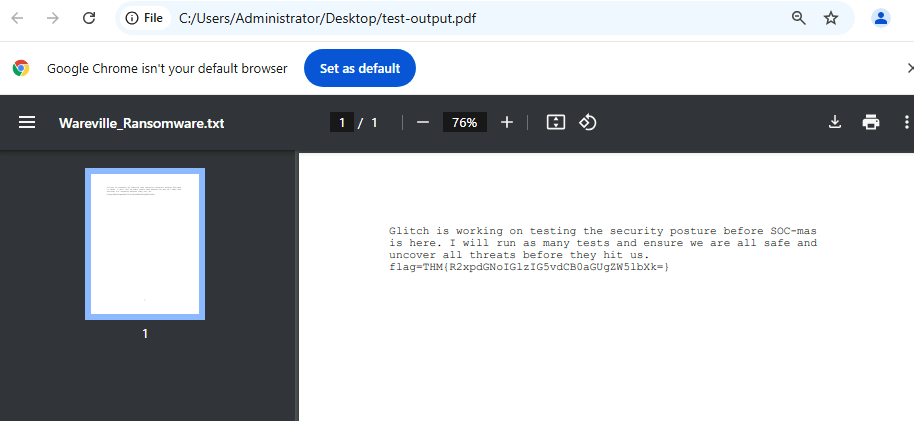 File
C:/Users/Administrator/Desktop/test-output.pdf
Google Chrome isn't your default browser
Set as default
Wareville_Ransomware.txt
1 / 1
76%
Glitch is working on testing the security posture before SOC-mas
is here. I will run as many tests and ensure we are all safe and
uncover all threats before they hit us.
flag=THM{R2xpdGNoIGlzIG5vdCB0aGUgZW5lbXk=}
1